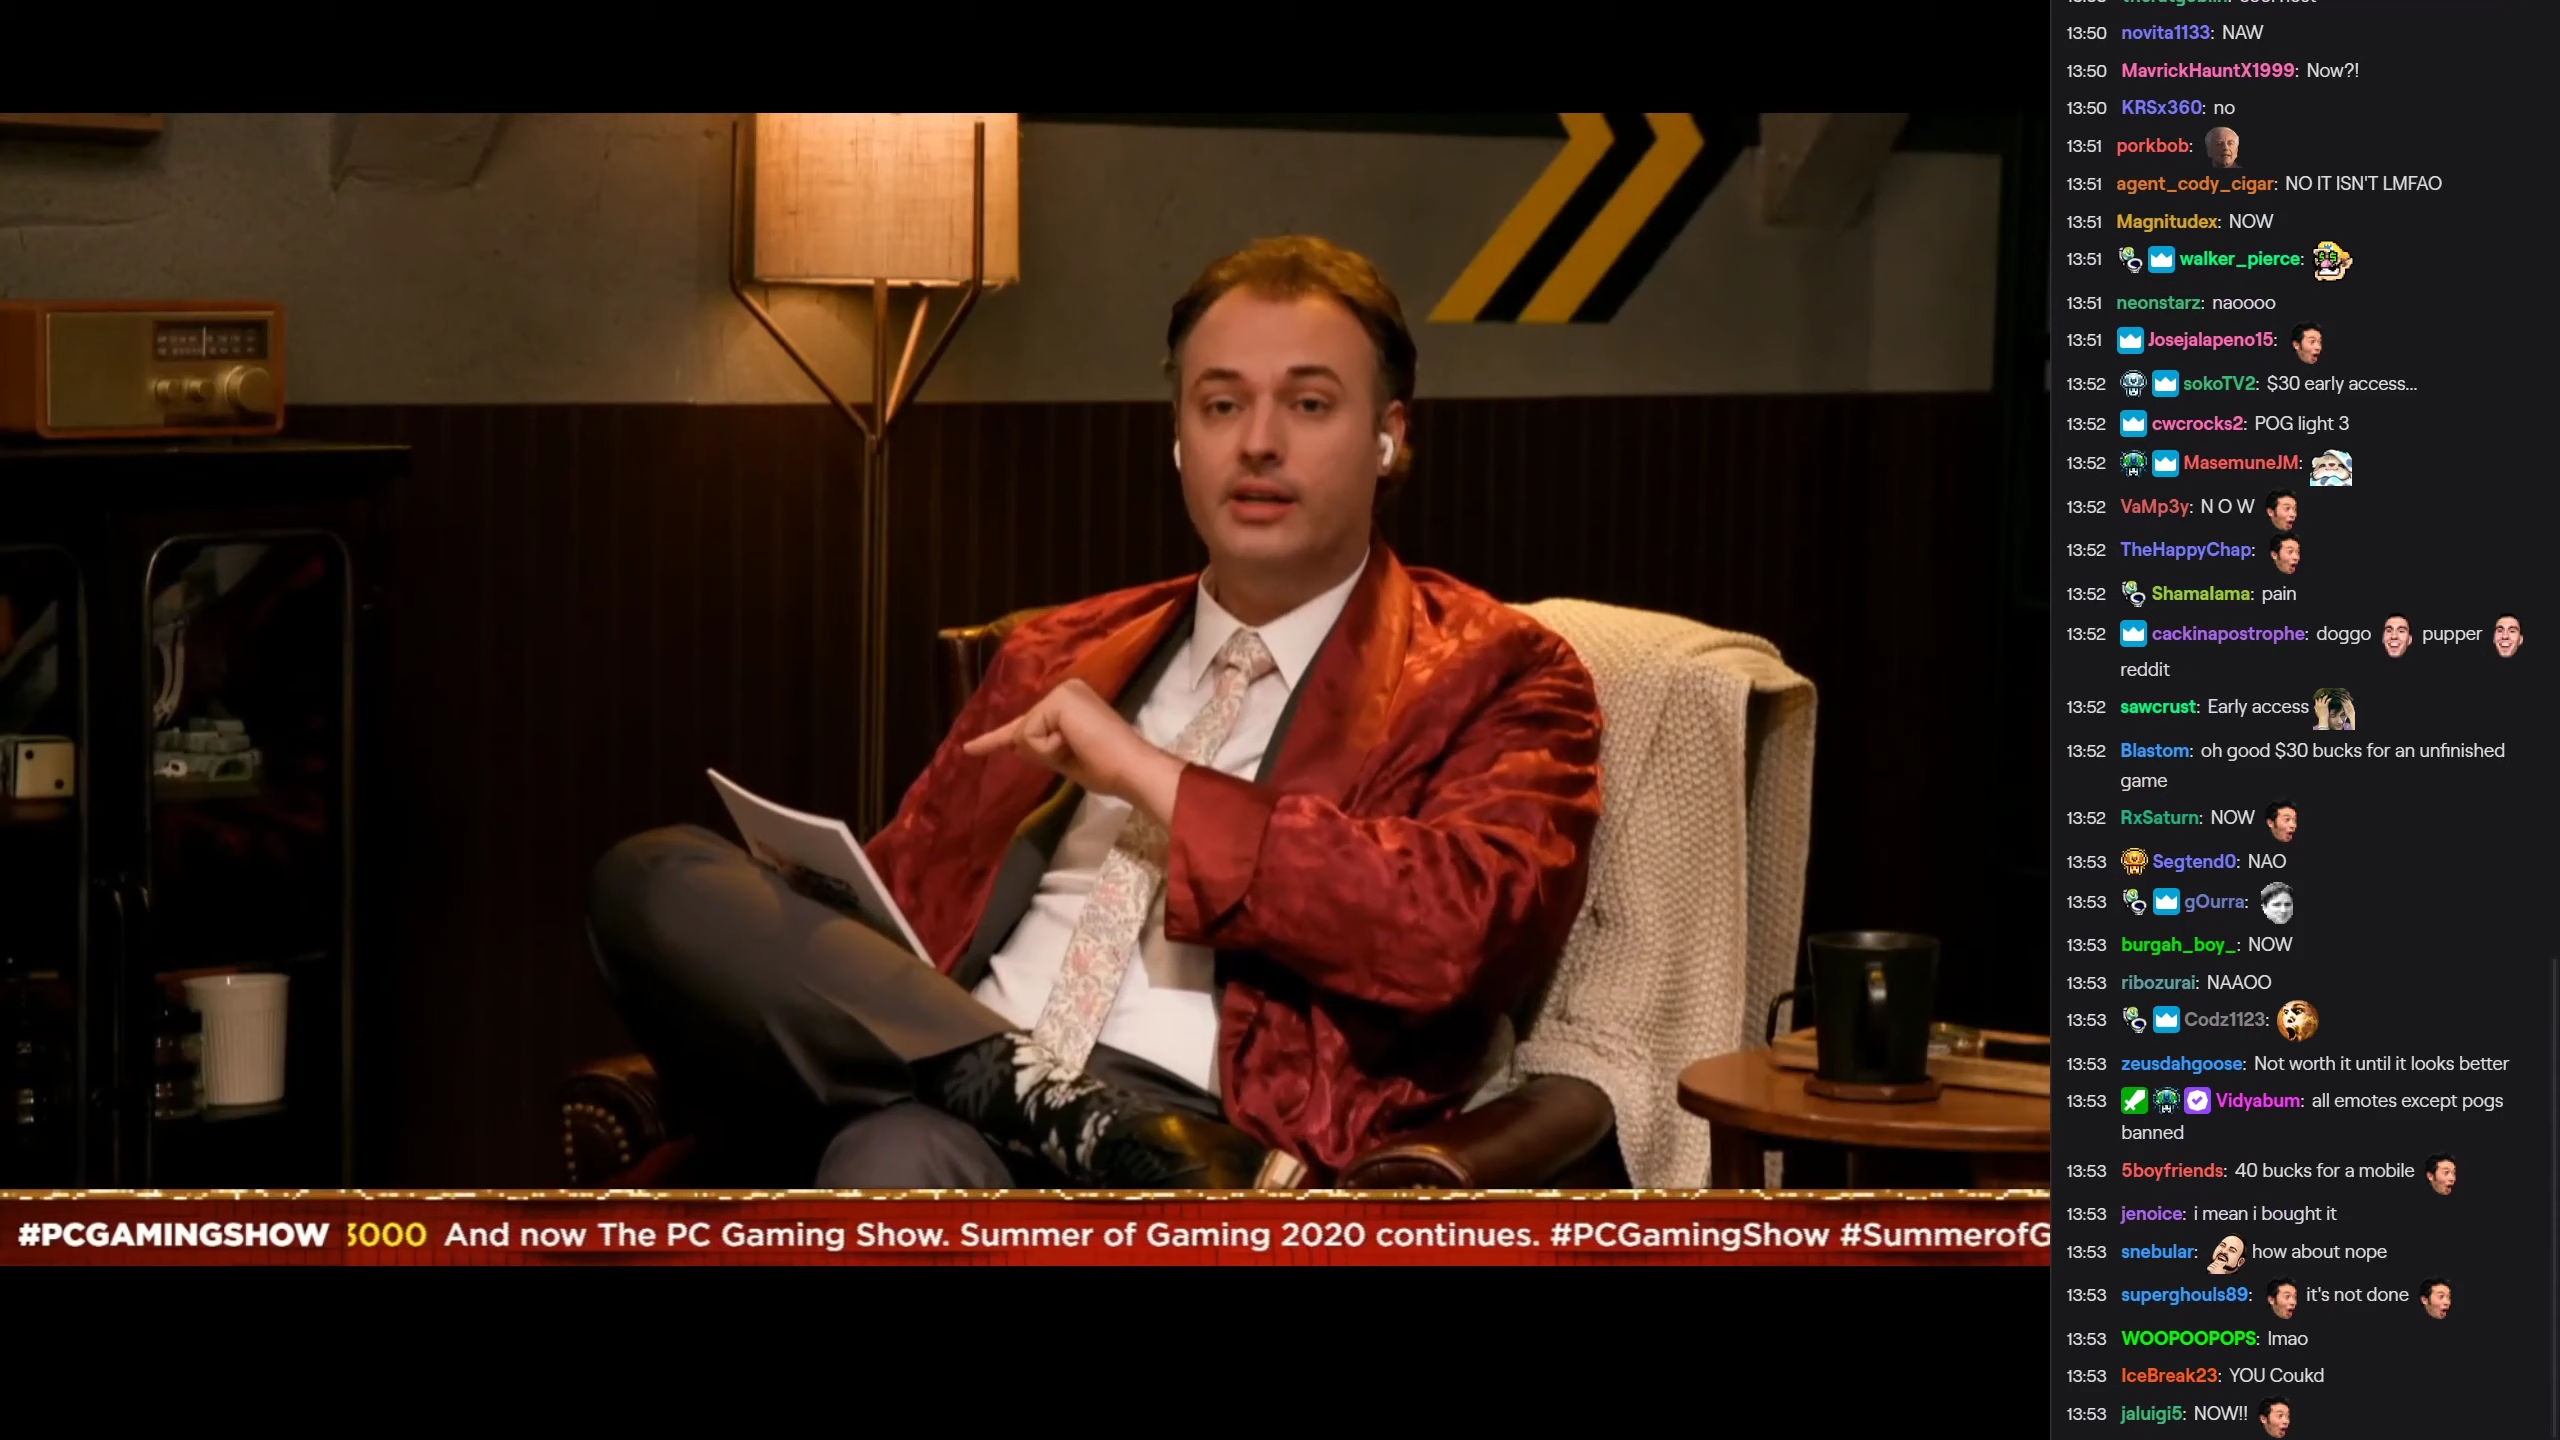 #PCGAMINGSHOW 3000 And now The PC Gaming Show. Summer of Gaming 2020 continues. #PCGamingShow #SummerofG
13:50 novita1133: NAW
13:50 MavrickHauntX1999: Now?!
13:50 KRSx360: no
13:51 porkbob:
13:51 agent_cody_cigar: NO IT ISN'T LMFAO
13:51 Magnitudex: NOW
13:51 walker_pierce:
13:51 neonstarz: naoooo
13:51 Josejalapeno15:
13:52 sokoTV2: $30 early access...
13:52 cwcrocks2: POG light 3
13:52 MasemuneJM:
13:52 VaMp3y: N O W
13:52 TheHappyChap:
13:52 Shamalama: pain
13:52 cackinapostrophe: doggo pupper
reddit
13:52 sawcrust: Early access
13:52 Blastom: oh good $30 bucks for an unfinished
game
13:52 RxSaturn: NOW
13:53 Segtend0: NAO
13:53 gOurra:
13:53 burgah_boy_: NOW
13:53 ribozurai: NAAOO
13:53 Codz1123:
13:53 zeusdahgoose: Not worth it until it looks better
13:53 Vidyabum: all emotes except pogs
banned
13:53 5boyfriends: 40 bucks for a mobile
13:53 jenoice: i mean i bought it
13:53 snebular: how about nope
13:53 superghouls89: it's not done
13:53 WOOPOOPOPS: lmao
13:53 IceBreak23: YOU Coukd
13:53 jaluigi5: NOW!!